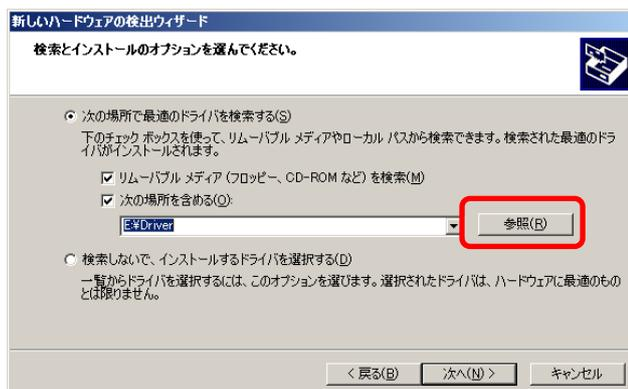 新しいハードウェアの検出ウィザード
検索とインストールのオプションを選んでください。
次の場所で最適のドライバを検索する(S)
下のチェック ボックスを使って、リムーバブル メディアやローカル パスから検索できます。検索された最適のドラ
イバがインストールされます。
リムーバブル メディア (フロッピー、CD-ROM など) を検索(M)
次の場所を含める(O):
E:¥Driver
参照(R)
検索しないで、インストールするドライバを選択する(D)
一覧からドライバを選択するには、このオプションを選びます。選択されたドライバは、ハードウェアに最適のもの
とは限りません。
< 戻る(B)
次へ(N) >
キャンセル